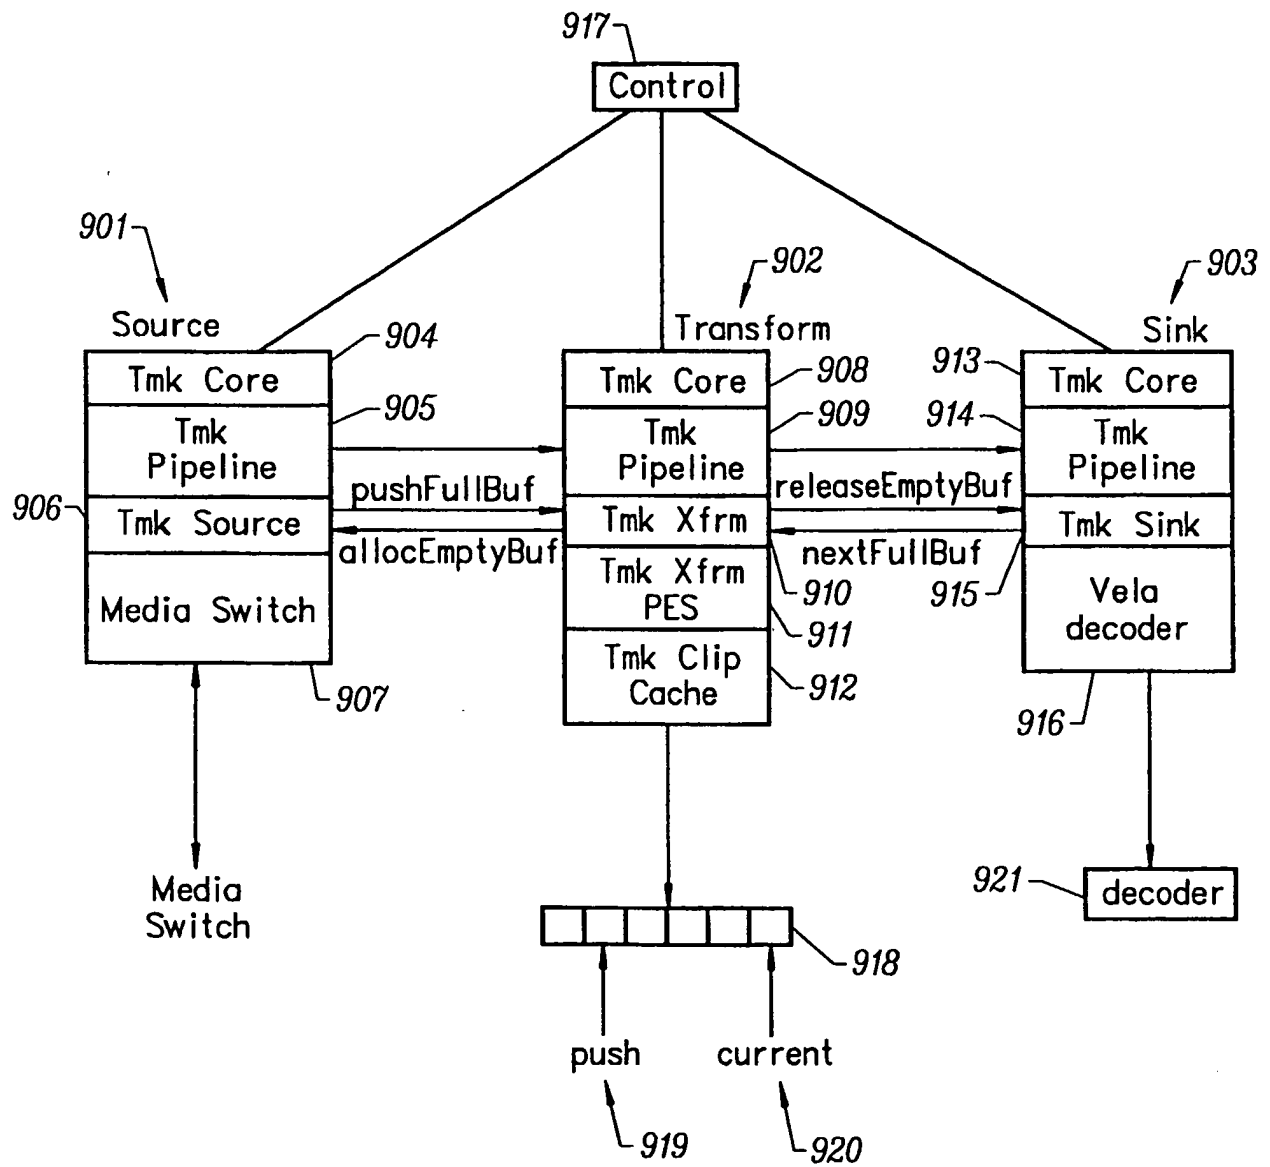 917
Control
901
Source
902
Transform
903
Sink
904
Tmk Core
905
Tmk
Pipeline
906
Tmk Source
Media Switch
907
pushFullBuf
allocEmptyBuf
908
Tmk Core
909
Tmk
Pipeline
Tmk Xfrm
910
Tmk Xfrm
PES
911
Tmk Clip
Cache
912
releaseEmptyBuf
nextFullBuf
913
Tmk Core
914
Tmk
Pipeline
915
Tmk Sink
Vela
decoder
916
Media
Switch
918
push
current
919
920
921
decoder